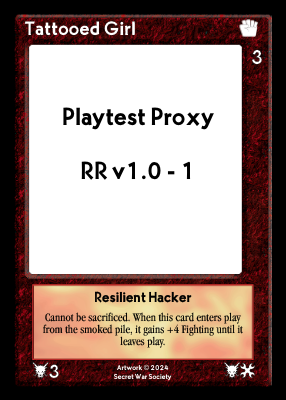 Tattooed Girl
3
Playtest Proxy
RR v1.0 - 1
Resilient Hacker
Cannot be sacrificed. When this card enters play
from the smoked pile, it gains +4 Fighting until it
leaves play.
3
Artwork © 2024
Secret War Society